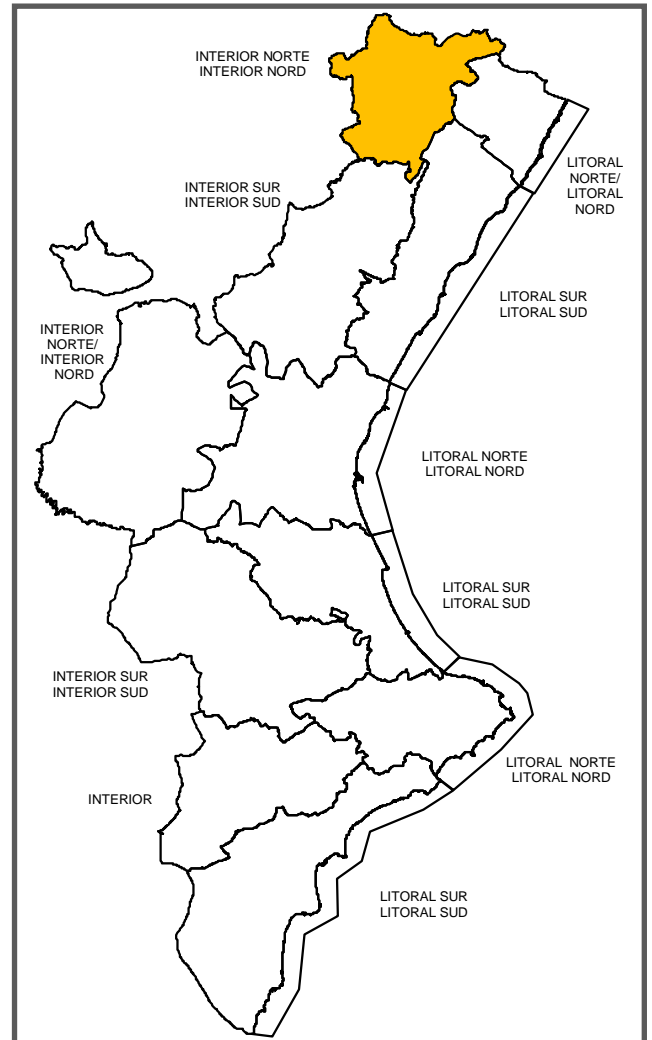 INTERIOR NORTE
INTERIOR NORD
LITORAL
NORTE/
LITORAL
NORD
INTERIOR SUR
INTERIOR SUD
LITORAL SUR
LITORAL SUD
INTERIOR
NORTE/
INTERIOR
NORD
LITORAL NORTE
LITORAL NORD
LITORAL SUR
LITORAL SUD
INTERIOR SUR
INTERIOR SUD
LITORAL NORTE
LITORAL NORD
INTERIOR
LITORAL SUR
LITORAL SUD